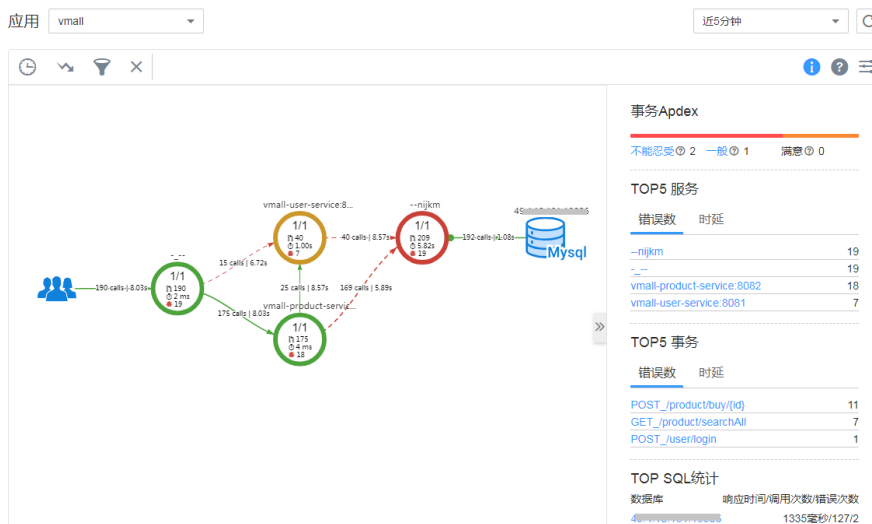 应用 vmall 近5分钟
事务Apdex
不能忍受 2 一般 1 满意 0
TOP5 服务
错误数 时延
--nijkm 19
-_-- 19
vmall-product-service:8082 18
vmall-user-service:8081 7
TOP5 事务
错误数 时延
POST_/product/buy/{id} 11
GET_/product/searchAll 7
POST_/user/login 1
TOP SQL统计
数据库 响应时间/调用次数/错误次数
1335毫秒/127/2
190 calls | 8.03s
-_--
1/1
190
2 ms
19
15 calls | 6.72s
175 calls | 8.03s
vmall-user-service:8...
1/1
40
1.00s
7
25 calls | 8.57s
vmall-product-servic...
1/1
175
4 ms
18
40 calls | 8.57s
169 calls | 5.89s
--nijkm
1/1
209
5.82s
19
192 calls | 1.08s
Mysql